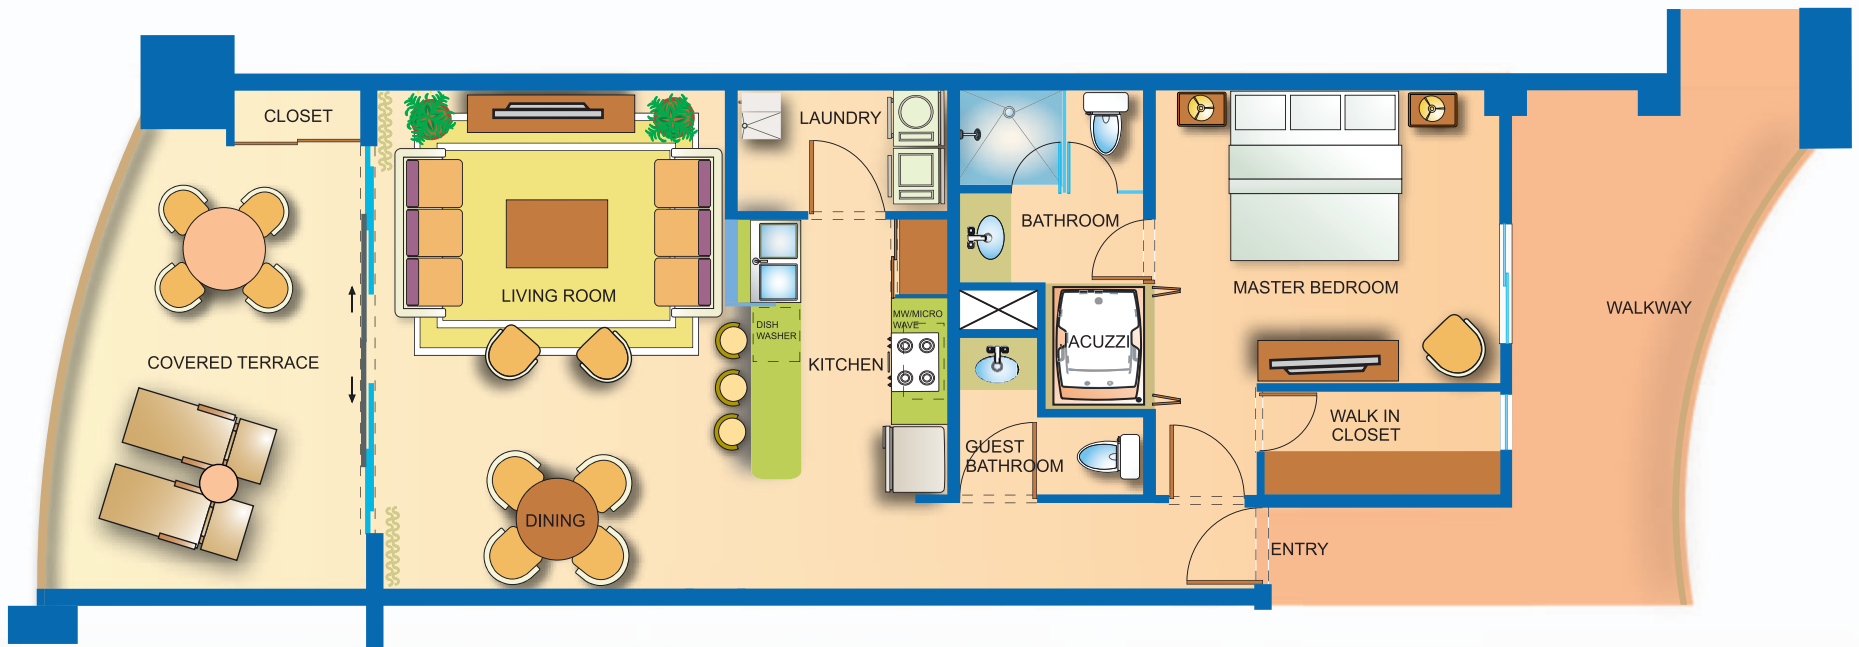 CLOSET
LAUNDRY
BATHROOM
LIVING ROOM
MASTER BEDROOM
WALKWAY
MW/MICRO
WAVE
DISH
WASHER
JACUZZI
COVERED TERRACE
KITCHEN
WALK IN
CLOSET
GUEST
BATHROOM
DINING
ENTRY